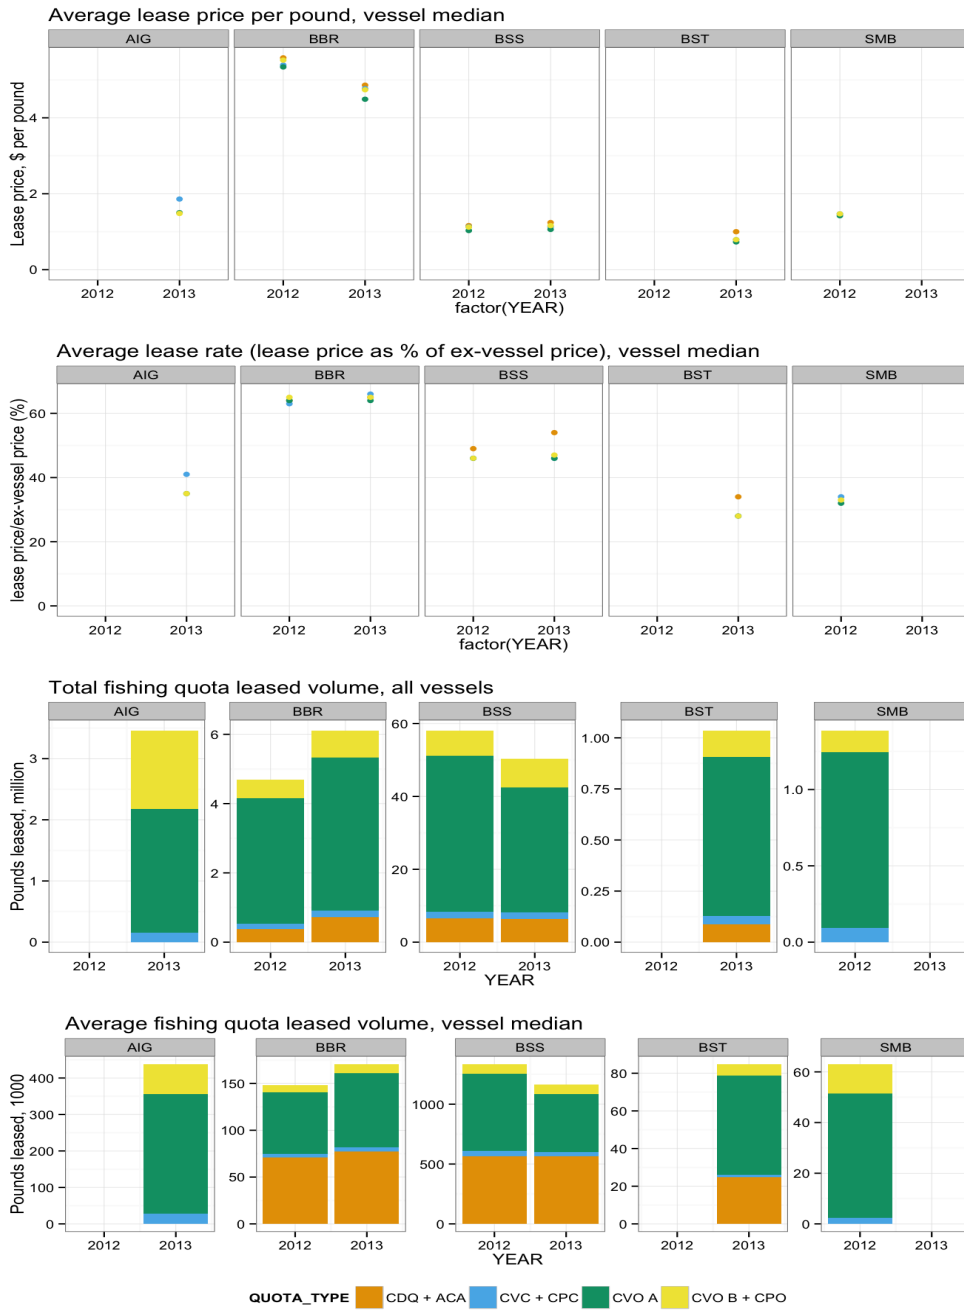 Average lease price per pound, vessel median
AIG BBR BSS BST SMB
Lease price, $ per pound
4
2
0
2012 2013 2012 2013 2012 2013 2012 2013 2012 2013
factor(YEAR)
Average lease rate (lease price as % of ex-vessel price), vessel median
AIG BBR BSS BST SMB
lease price/ex-vessel price (%)
60
40
20
0
2012 2013 2012 2013 2012 2013 2012 2013 2012 2013
factor(YEAR)
Total fishing quota leased volume, all vessels
AIG BBR BSS BST SMB
Pounds leased, million
3
2
1
0
6
4
2
0
60
40
20
0
1.00
0.75
0.50
0.25
0.00
1.0
0.5
0.0
2012 2013 2012 2013 2012 2013 2012 2013 2012 2013
YEAR
Average fishing quota leased volume, vessel median
AIG BBR BSS BST SMB
Pounds leased, 1000
400
300
200
100
0
150
100
50
0
1000
500
0
80
60
40
20
0
60
40
20
0
2012 2013 2012 2013 2012 2013 2012 2013 2012 2013
YEAR
QUOTA_TYPE CDQ + ACA CVC + CPC CVO A CVO B + CPO